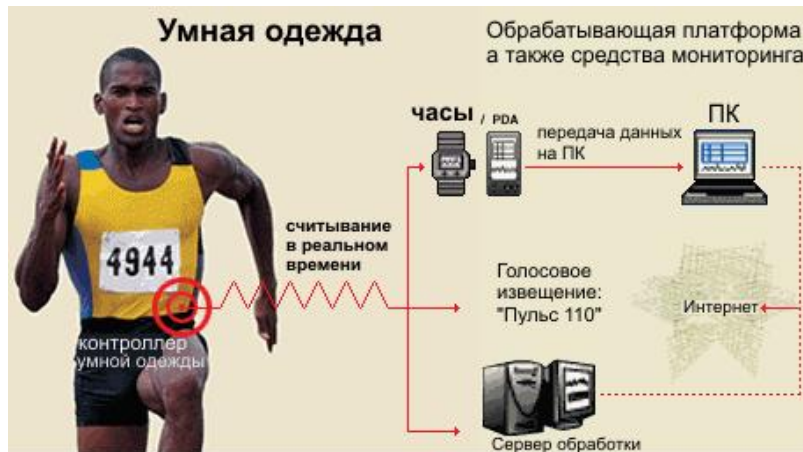 Умная одежда
Обрабатывающая платформа
а также средства мониторинга
часы / PDA
передача данных
на ПК
ПК
считывание
в реальном
времени
4944
контроллер
умной одежды
Голосовое
извещение:
"Пульс 110"
Интернет
Сервер обработки